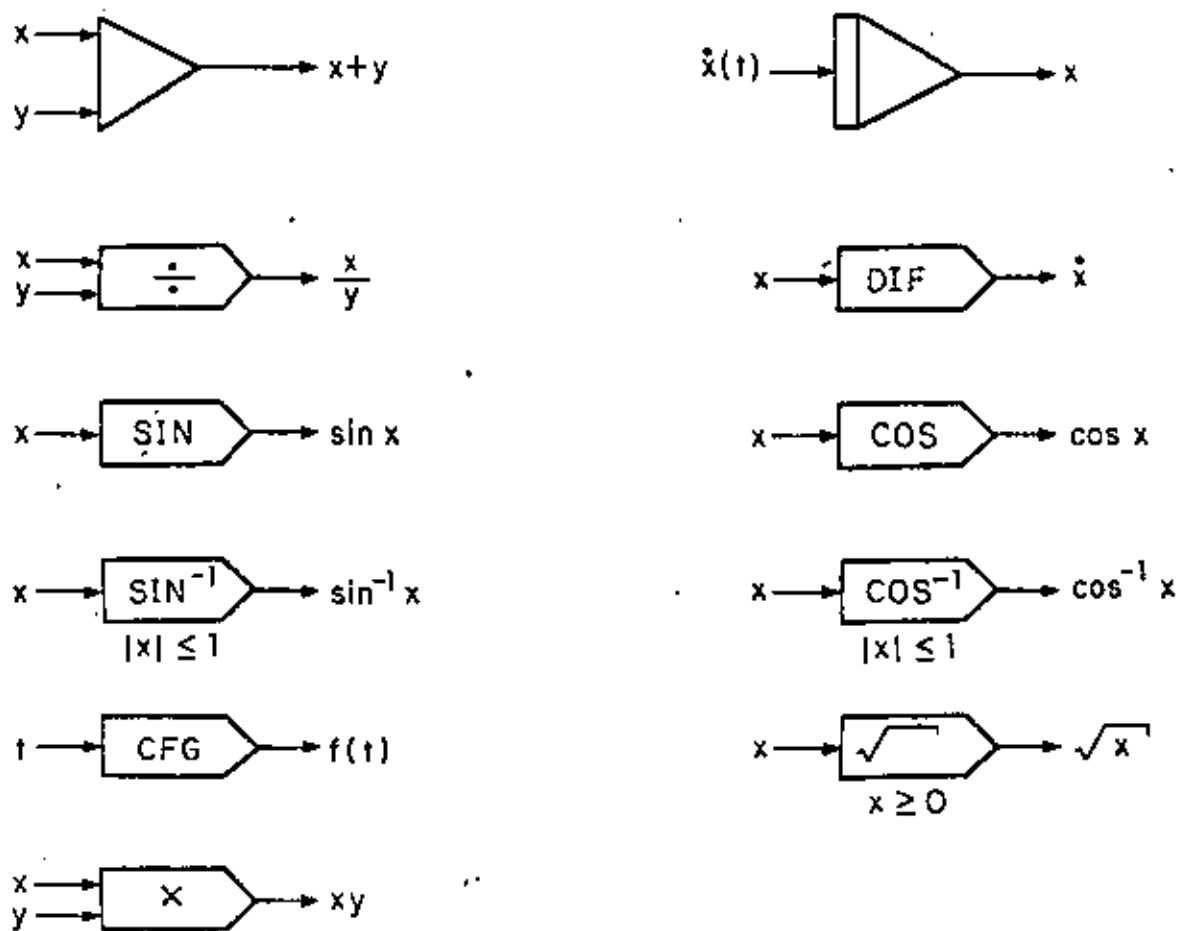 x
y
x+y
ẋ(t)
x
x
y
÷
x
y
x
DIF
ẋ
x
SIN
sin x
x
COS
cos x
x
SIN⁻¹
sin⁻¹ x
|x| ≤ 1
x
COS⁻¹
cos⁻¹ x
|x| ≤ 1
t
CFG
f(t)
x
√
√x
x ≥ 0
x
y
×
xy